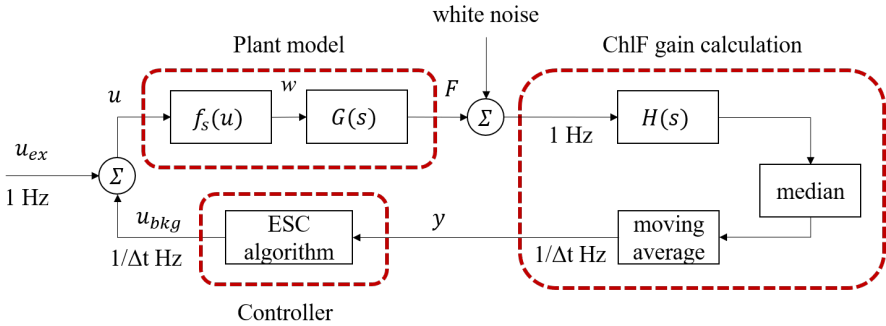 white noise
Plant model
ChlF gain calculation
u
f_s(u)
w
G(s)
F
Σ
1 Hz
H(s)
u_ex
1 Hz
Σ
median
u_bkg
1/Δt Hz
ESC
algorithm
y
1/Δt Hz
moving
average
Controller